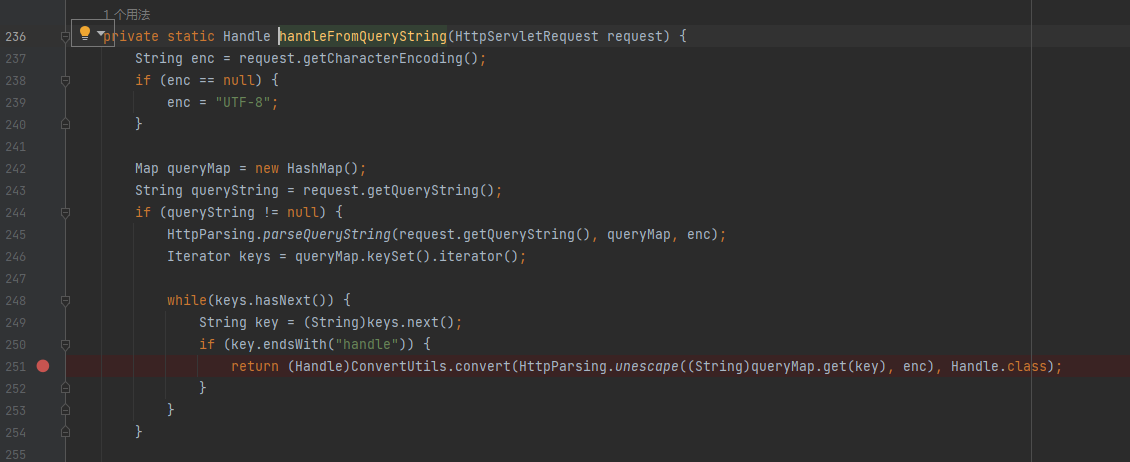 1 个用法
236 private static Handle handleFromQueryString(HttpServletRequest request) {
237 String enc = request.getCharacterEncoding();
238 if (enc == null) {
239 enc = "UTF-8";
240 }
241
242 Map queryMap = new HashMap();
243 String queryString = request.getQueryString();
244 if (queryString != null) {
245 HttpParsing.parseQueryString(request.getQueryString(), queryMap, enc);
246 Iterator keys = queryMap.keySet().iterator();
247
248 while(keys.hasNext()) {
249 String key = (String)keys.next();
250 if (key.endsWith("handle")) {
251 return (Handle)ConvertUtils.convert(HttpParsing.unescape((String)queryMap.get(key), enc), Handle.class);
252 }
253 }
254 }
255